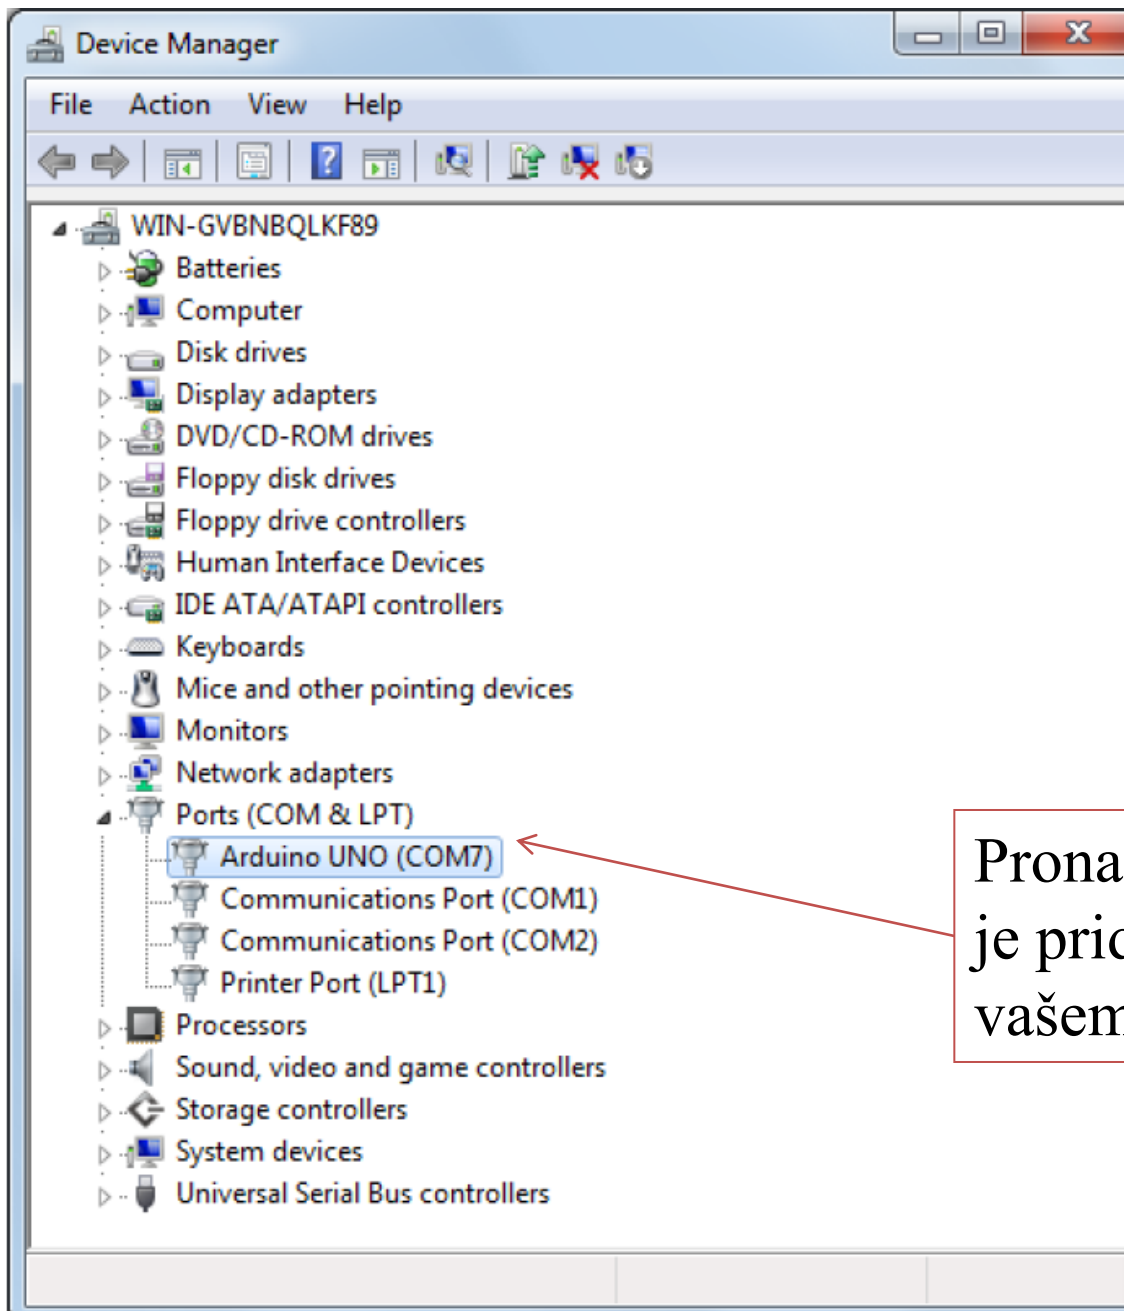 Device Manager
File Action View Help
WIN-GVBNBQLKF89
Batteries
Computer
Disk drives
Display adapters
DVD/CD-ROM drives
Floppy disk drives
Floppy drive controllers
Human Interface Devices
IDE ATA/ATAPI controllers
Keyboards
Mice and other pointing devices
Monitors
Network adapters
Ports (COM & LPT)
Arduino UNO (COM7)
Communications Port (COM1)
Communications Port (COM2)
Printer Port (LPT1)
Processors
Sound, video and game controllers
Storage controllers
System devices
Universal Serial Bus controllers
je